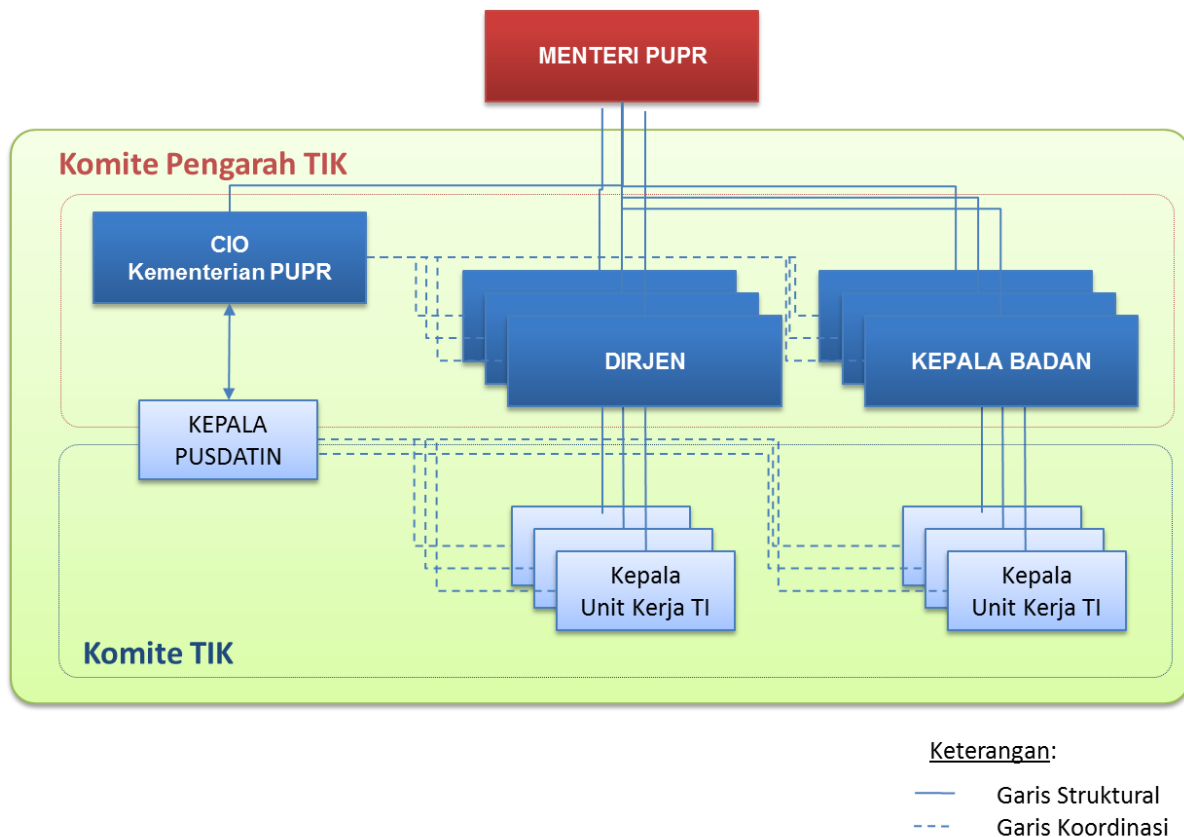 MENTERI PUPR
Komite Pengarah TIK
CIO
Kementerian PUPR
DIRJEN
KEPALA BADAN
KEPALA
PUSDATIN
Kepala
Unit Kerja TI
Kepala
Unit Kerja TI
Komite TIK
Keterangan:
Garis Struktural
Garis Koordinasi